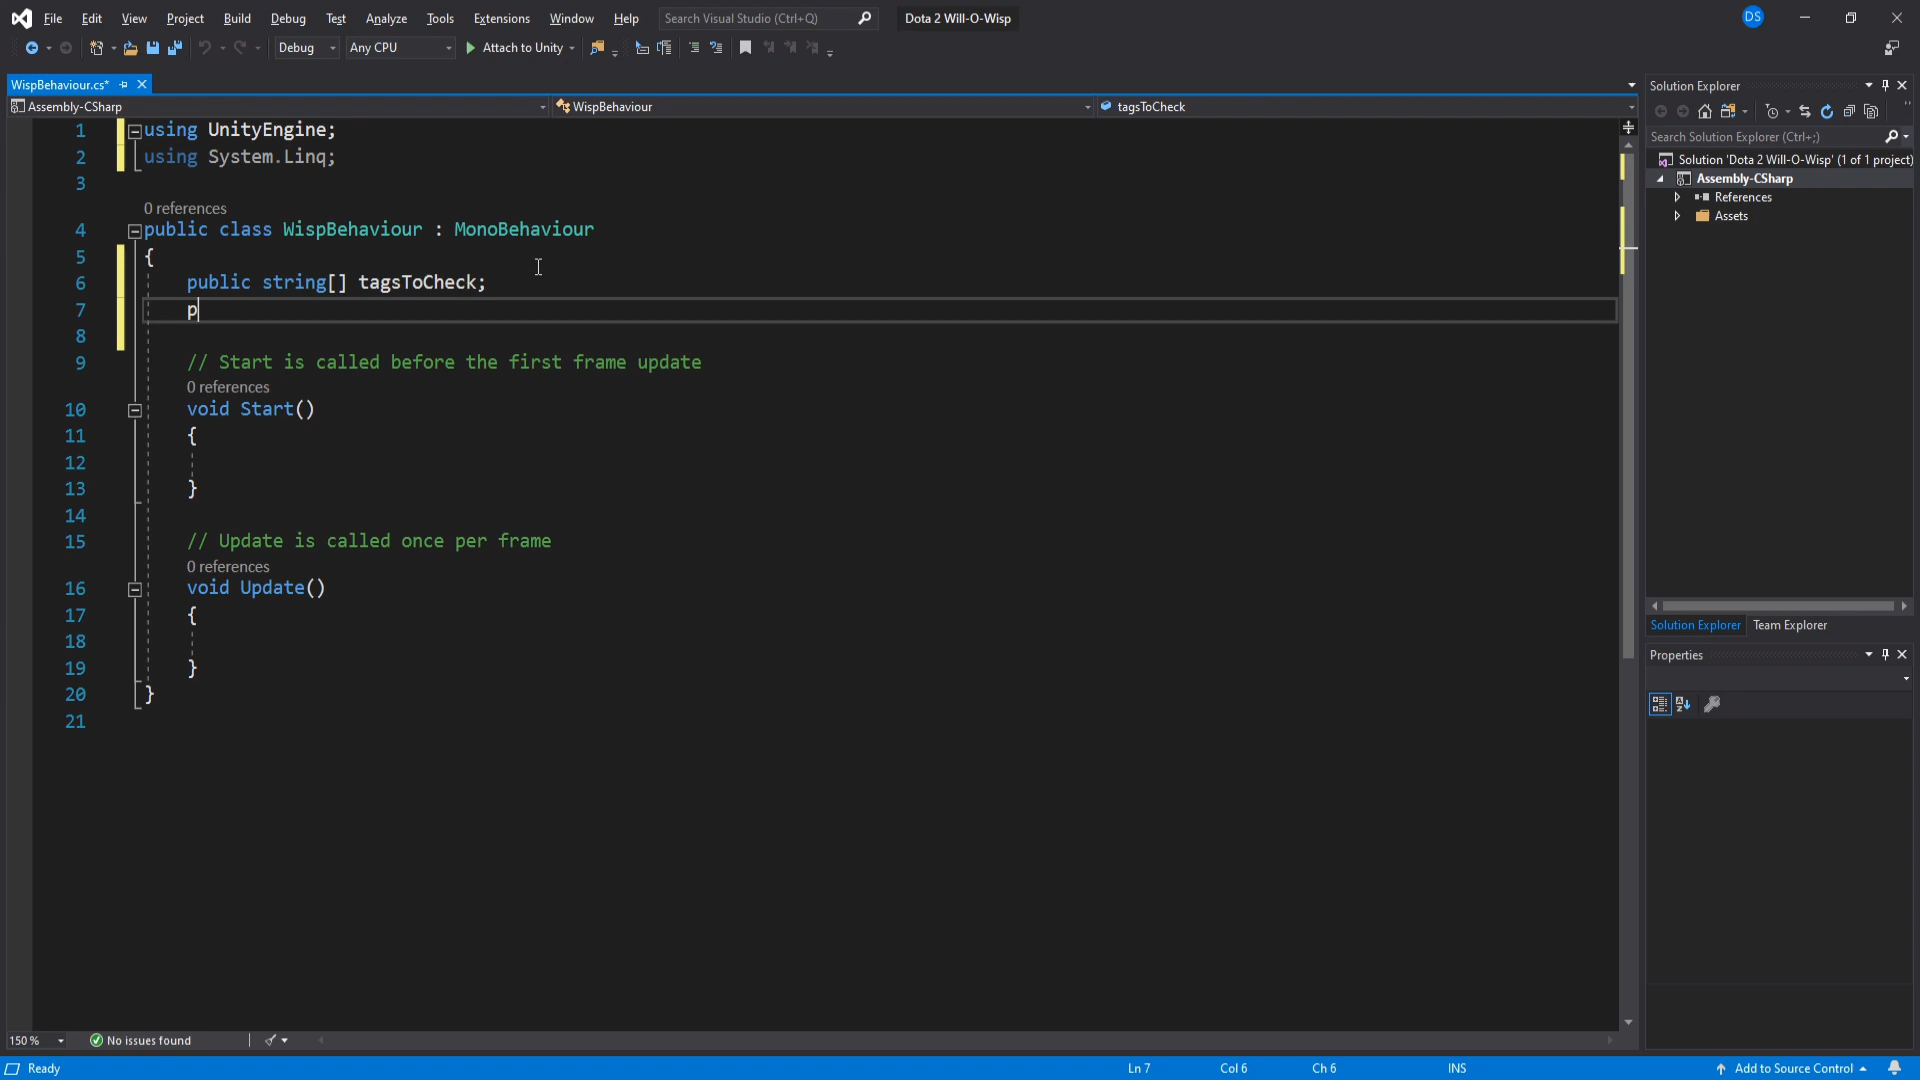 File Edit View Project Build Debug Test Analyze Tools Extensions Window Help Search Visual Studio (Ctrl+Q) Dota 2 Will-O-Wisp DS
Debug Any CPU Attach to Unity
WispBehaviour.cs*
Assembly-CSharp WispBehaviour tagsToCheck
1 using UnityEngine;
2 using System.Linq;
3
0 references
4 public class WispBehaviour : MonoBehaviour
5 {
6 public string[] tagsToCheck;
7 p
8
9 // Start is called before the first frame update
0 references
10 void Start()
11 {
12
13 }
14
15 // Update is called once per frame
0 references
16 void Update()
17 {
18
19 }
20 }
21
Solution Explorer
Search Solution Explorer (Ctrl+;)
Solution 'Dota 2 Will-O-Wisp' (1 of 1 project)
Assembly-CSharp
References
Assets
Solution Explorer Team Explorer
Properties
150 % No issues found
Ready Ln 7 Col 6 Ch 6 INS Add to Source Control